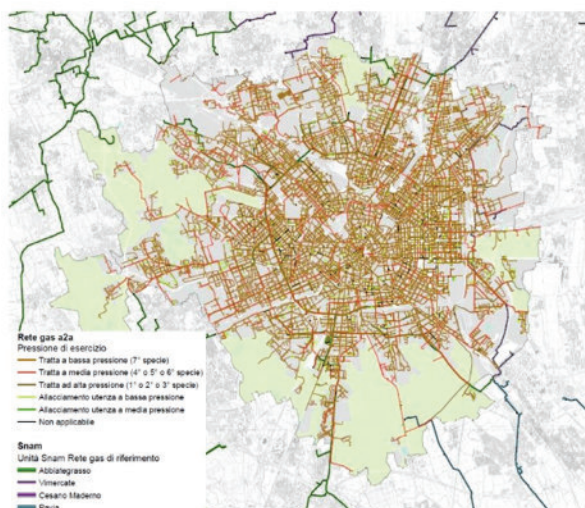 Rete gas a2a
Pressione di esercizio
Tratta a bassa pressione (7° specie)
Tratta a media pressione (4° o 5° o 6° specie)
Tratta ad alta pressione (1° o 2° o 3° specie)
Allacciamento utenza a bassa pressione
Allacciamento utenza a media pressione
Non applicabile
Snam
Unità Snam Rete gas di riferimento
Abbiategrasso
Vimercate
Cesano Maderno